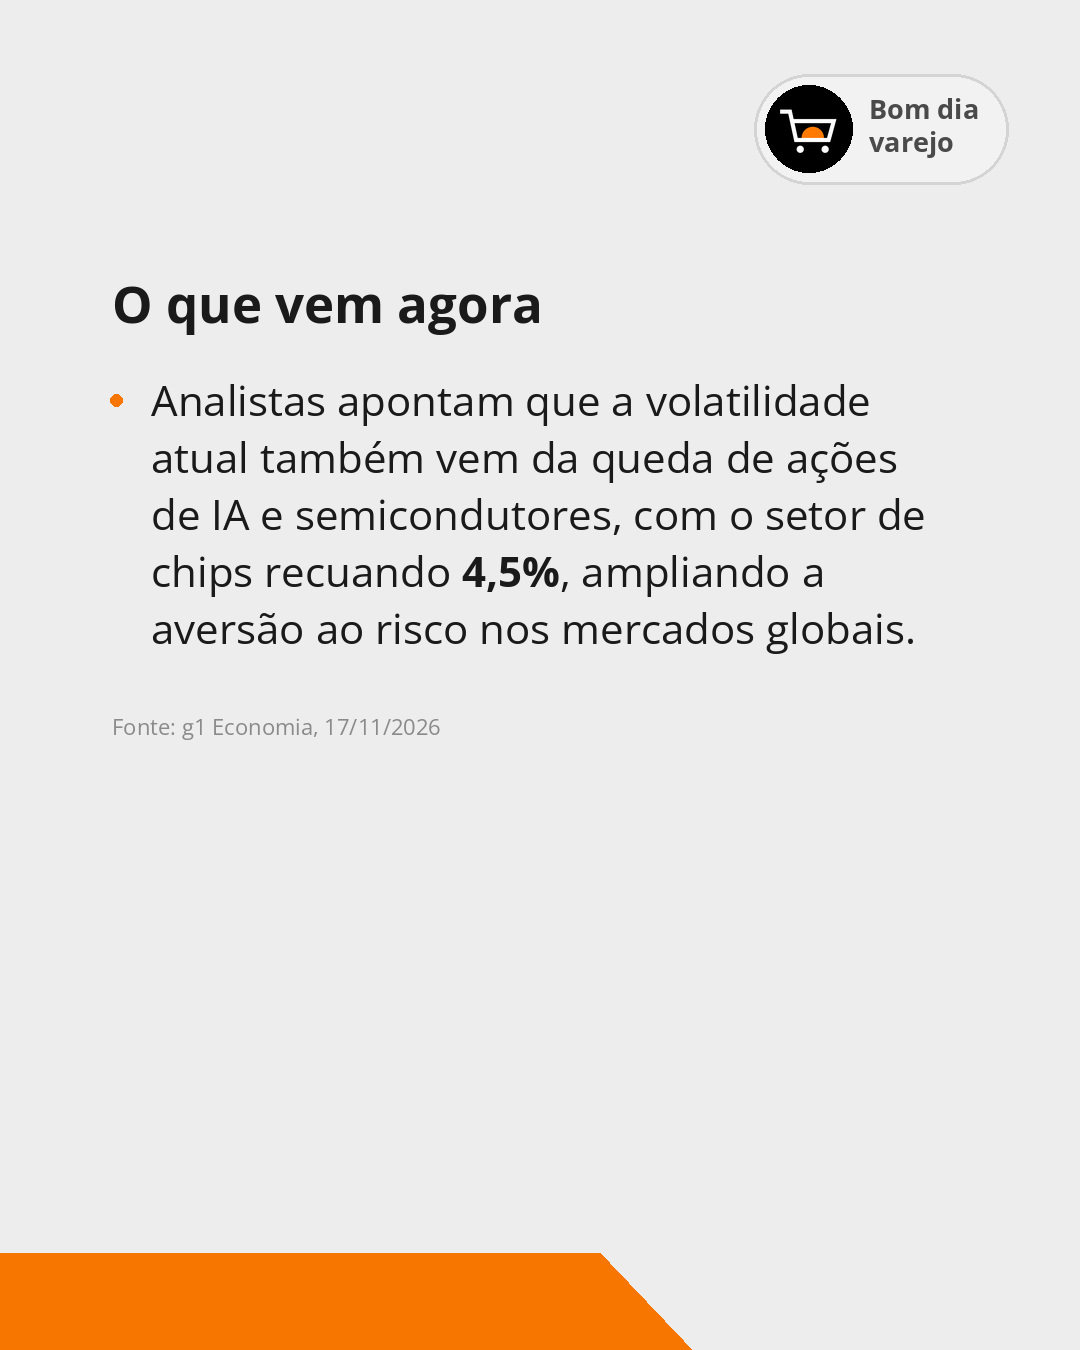 Bom dia
varejo
O que vem agora
Analistas apontam que a volatilidade
atual também vem da queda de ações
de IA e semicondutores, com o setor de
chips recuando 4,5%, ampliando a
aversão ao risco nos mercados globais.
Fonte: g1 Economia, 17/11/2026